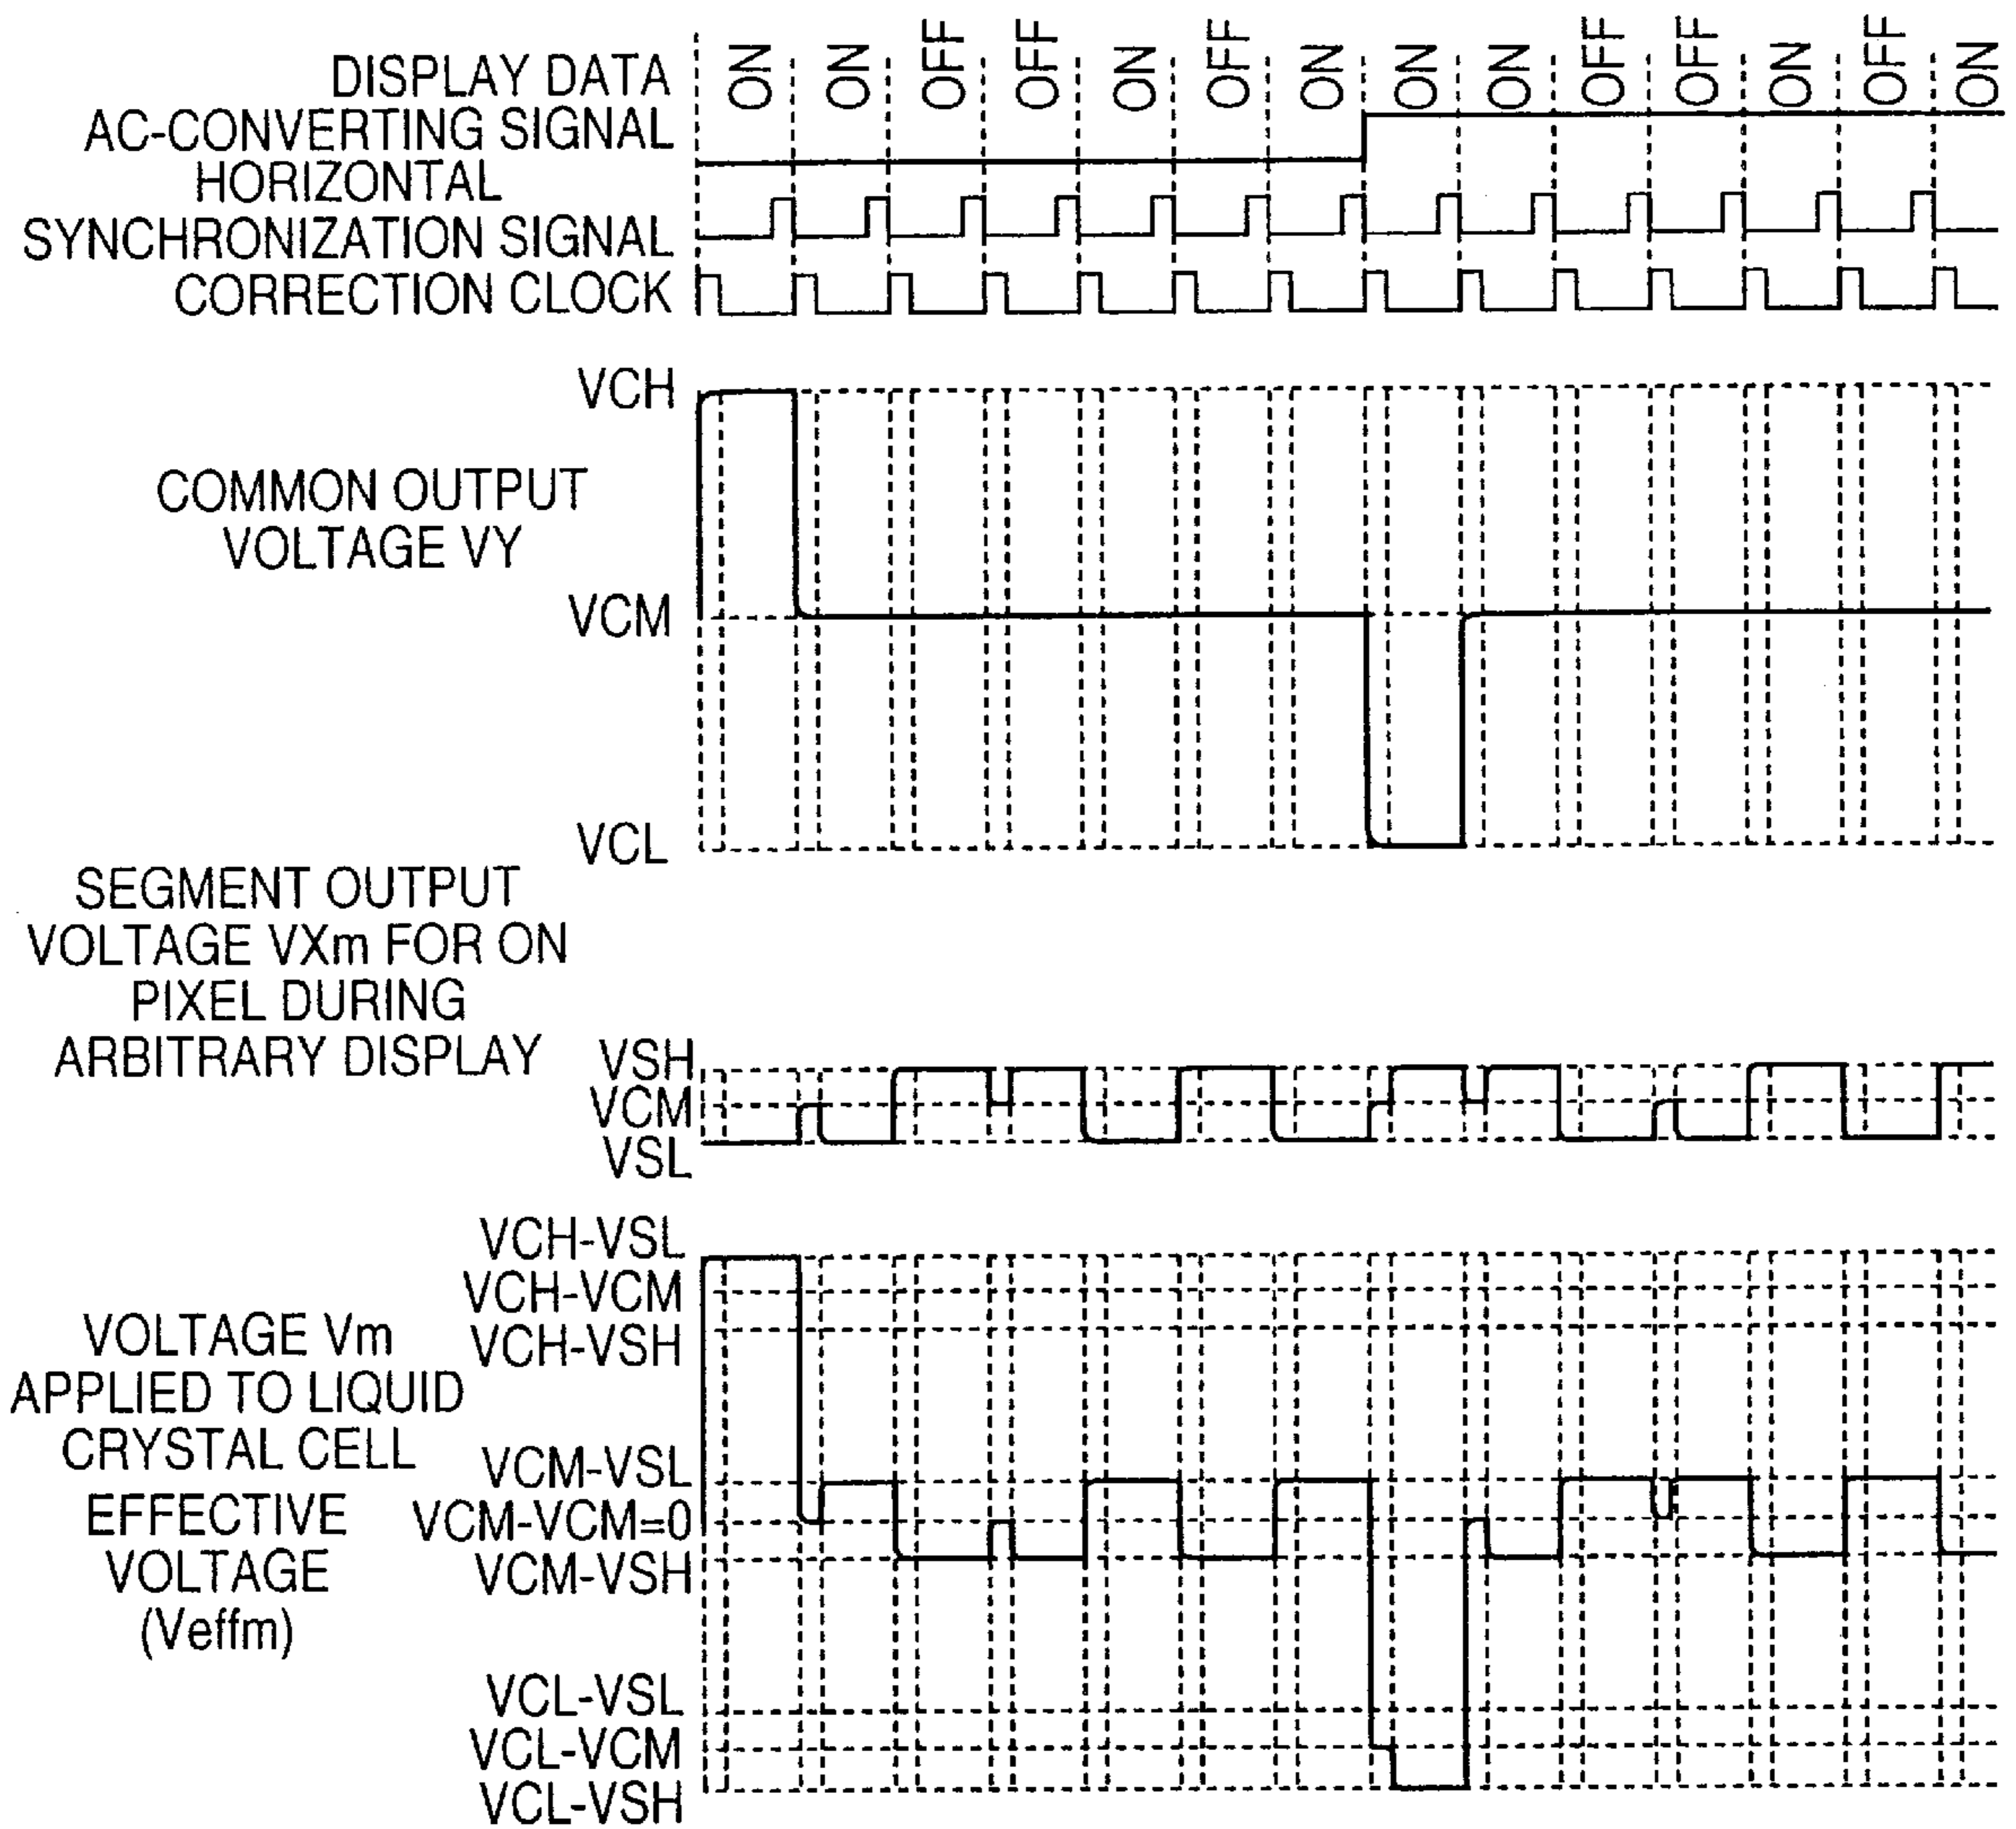 DISPLAY DATA ON ON OFF OFF ON OFF ON ON ON OFF OFF ON OFF ON
AC-CONVERTING SIGNAL
HORIZONTAL
SYNCHRONIZATION SIGNAL
CORRECTION CLOCK
VCH
COMMON OUTPUT
VOLTAGE VY
VCM
VCL
SEGMENT OUTPUT
VOLTAGE VXm FOR ON
PIXEL DURING
ARBITRARY DISPLAY
VSH
VCM
VSL
VCH-VSL
VCH-VCM
VCH-VSH
VOLTAGE Vm
APPLIED TO LIQUID
CRYSTAL CELL
EFFECTIVE
VOLTAGE
(Veffm)
VCM-VSL
VCM-VCM=0
VCM-VSH
VCL-VSL
VCL-VCM
VCL-VSH